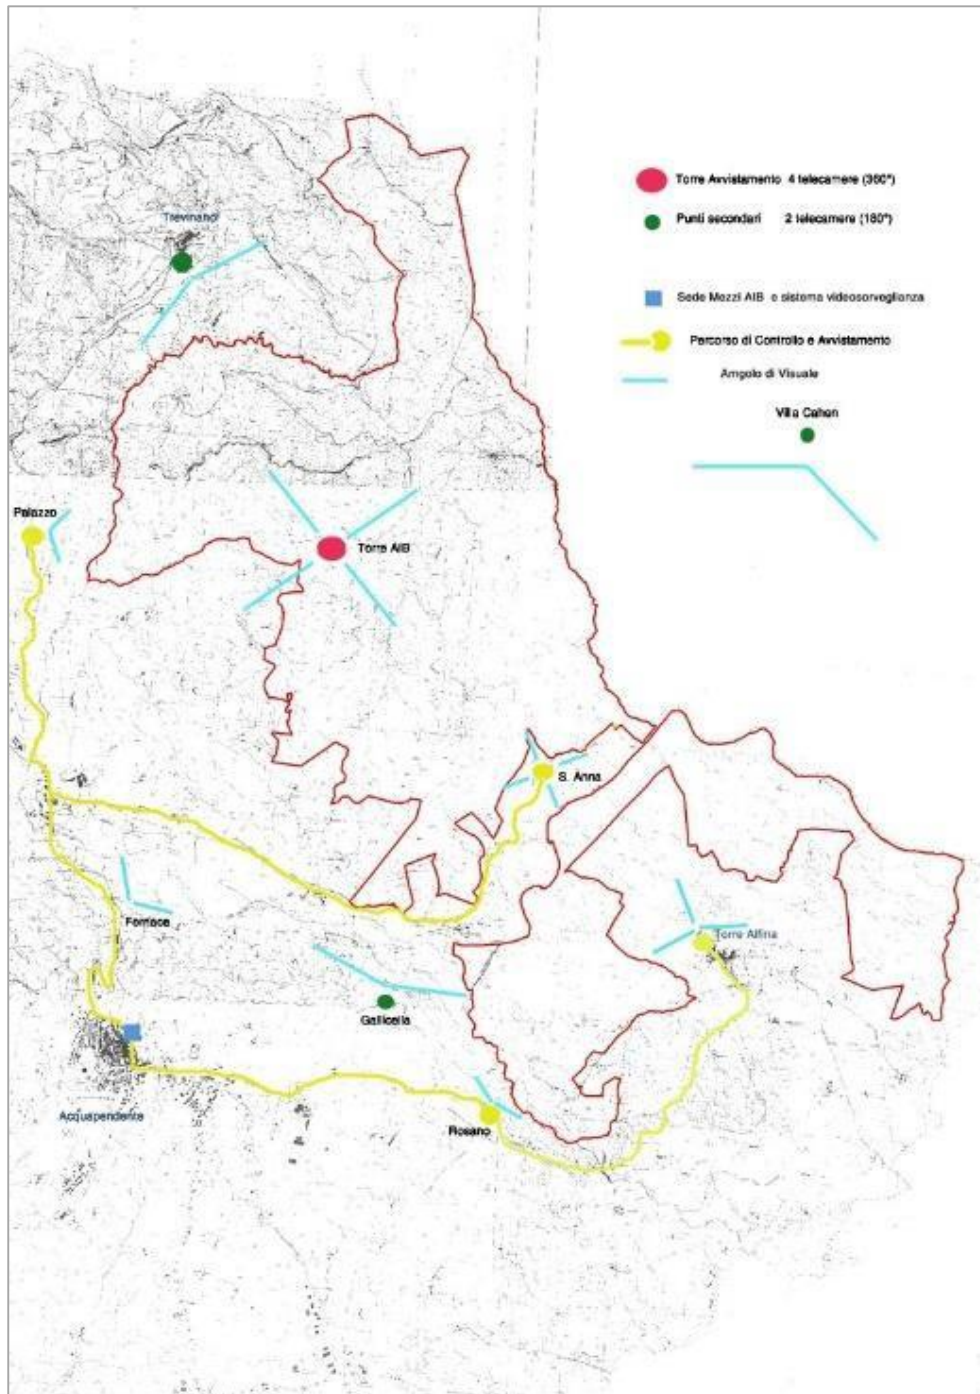 Torre Avvistamento 4 telecamere (360°)
Trevinano
Punti secondari 2 telecamere (180°)
Sede Mezzi AIB e sistema videosorveglianza
Percorso di Controllo e Avvistamento
Amgolo di Visuale
Villa Cahen
Palazzo
Torre AIB
S. Anna
Fornace
Torre Alfina
Gallicella
Acquapendente
Rosano